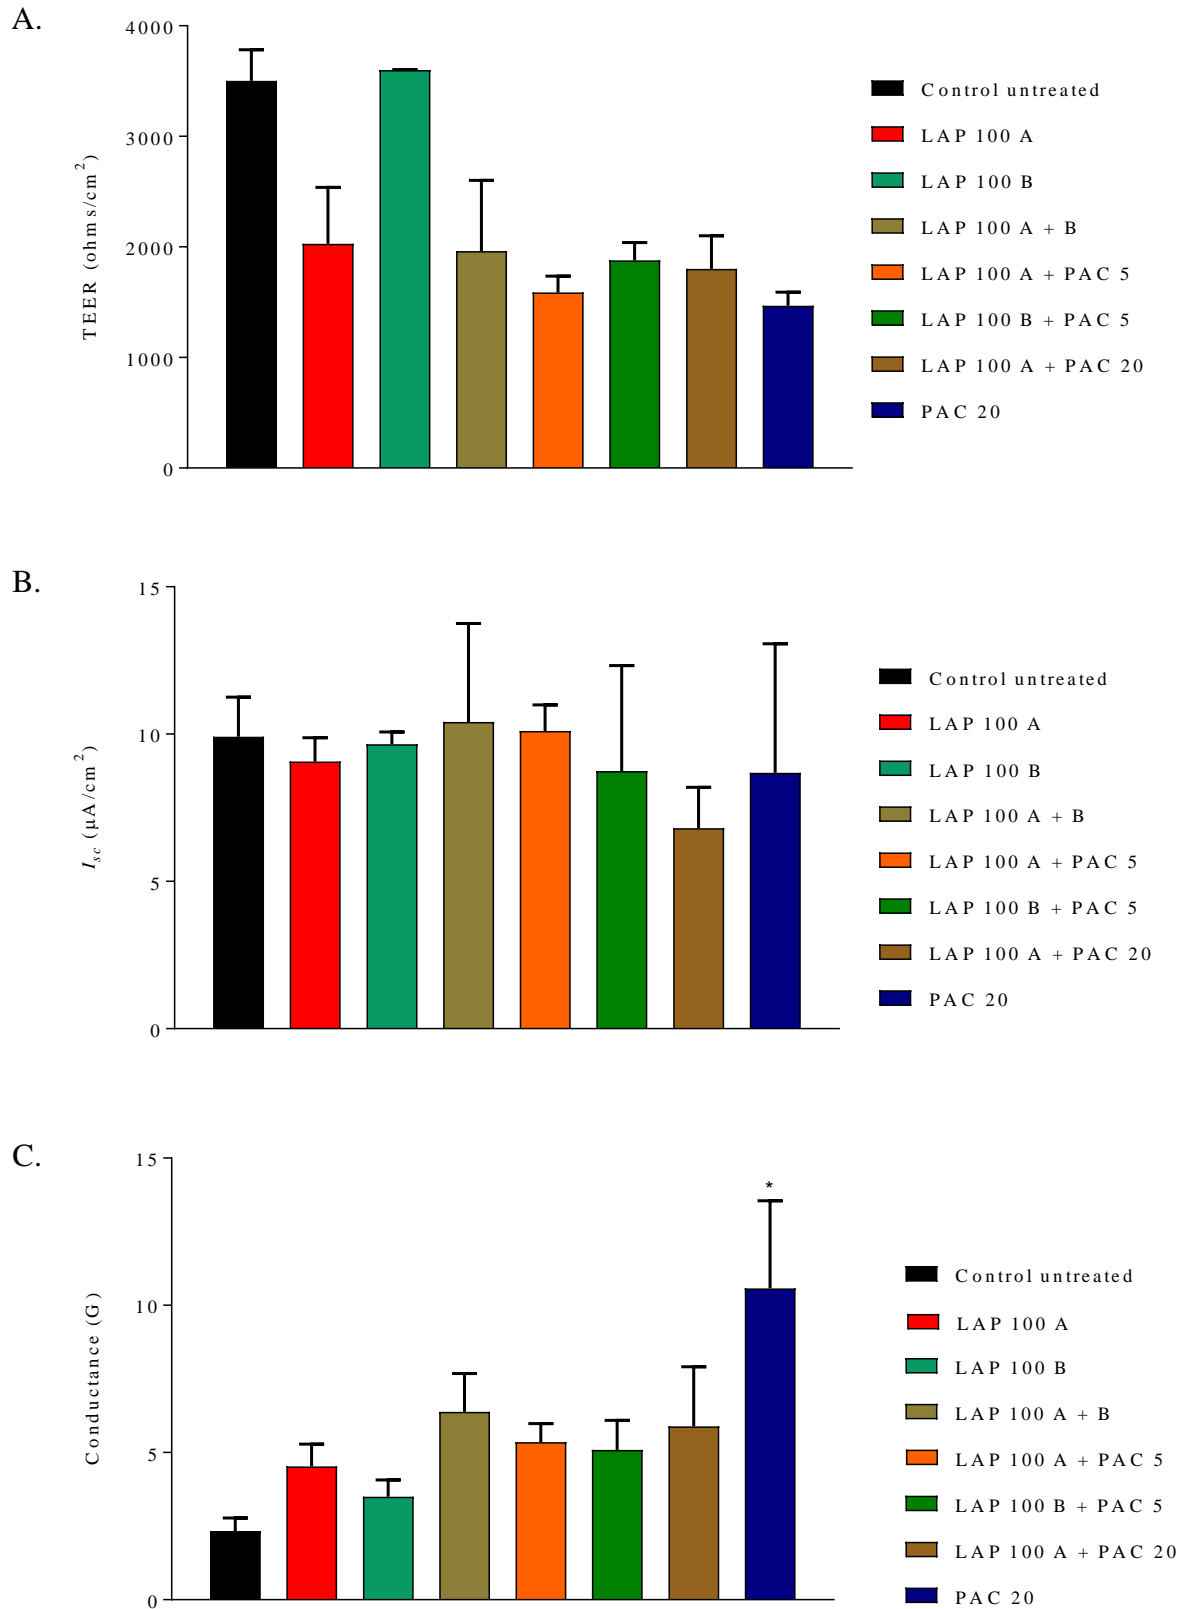 A.
4000
3000
2000
1000
0
TEER (ohms/cm²)
Control untreated
LAP 100 A
LAP 100 B
LAP 100 A + B
LAP 100 A + PAC 5
LAP 100 B + PAC 5
LAP 100 A + PAC 20
PAC 20
B.
15
10
5
0
Isc (µA/cm²)
Control untreated
LAP 100 A
LAP 100 B
LAP 100 A + B
LAP 100 A + PAC 5
LAP 100 B + PAC 5
LAP 100 A + PAC 20
PAC 20
C.
15
10
5
0
Conductance (G)
*
Control untreated
LAP 100 A
LAP 100 B
LAP 100 A + B
LAP 100 A + PAC 5
LAP 100 B + PAC 5
LAP 100 A + PAC 20
PAC 20